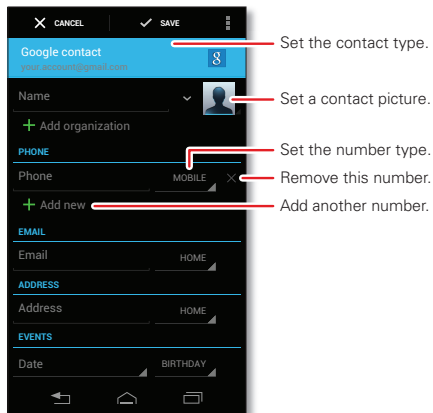 CANCEL SAVE
Google contact
your.account@gmail.com
8
Set the contact type.
Name
Set a contact picture.
+ Add organization
PHONE
Set the number type.
Phone MOBILE
Remove this number.
+ Add new
Add another number.
EMAIL
Email HOME
ADDRESS
Address HOME
EVENTS
Date BIRTHDAY